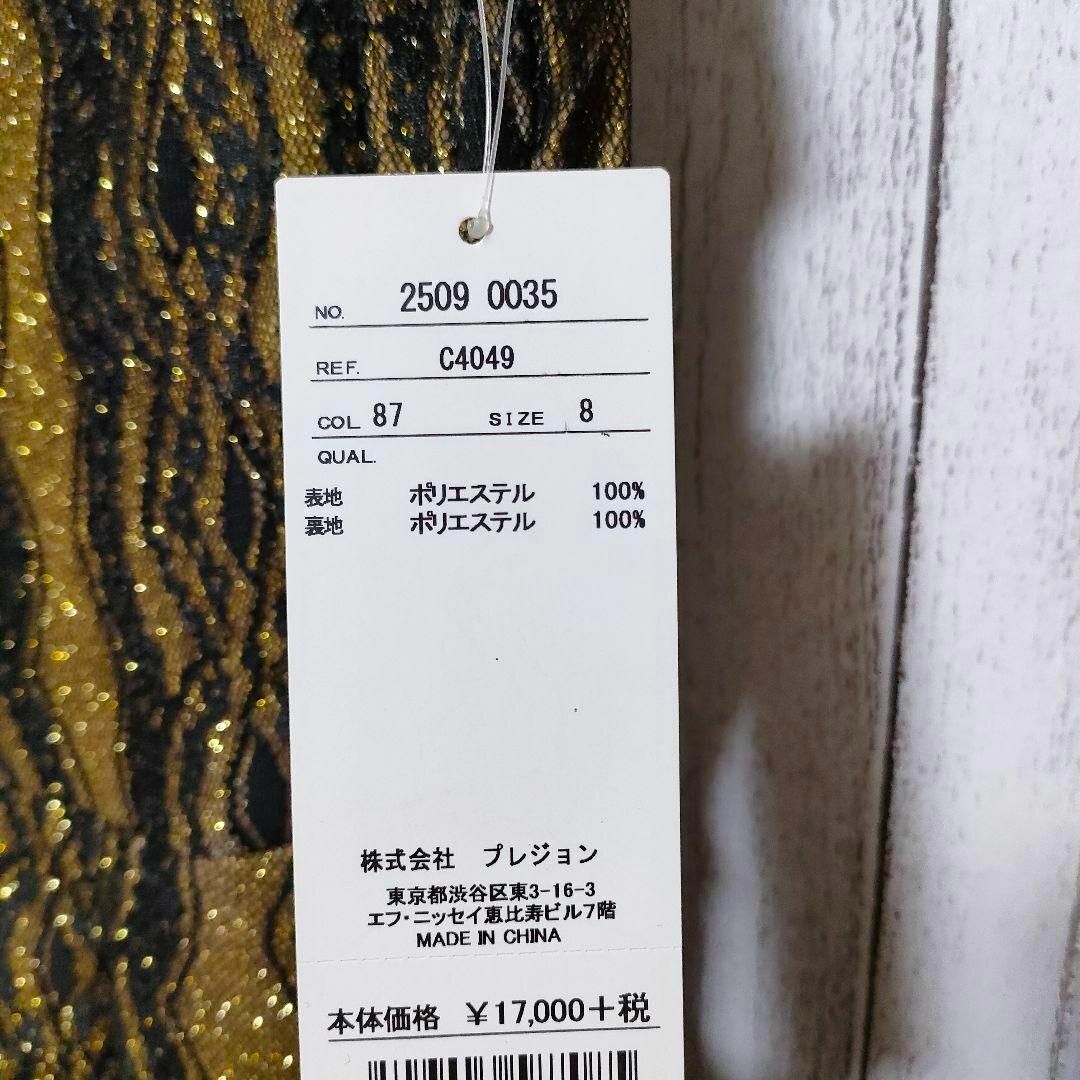 NO. 2509 0035
REF. C4049
COL. 87 SIZE 8
QUAL.
表地 ポリエステル 100%
裏地 ポリエステル 100%
株式会社 プレジョン
東京都渋谷区東3-16-3
エフ・ニッセイ恵比寿ビル7階
MADE IN CHINA
本体価格 ¥17,000+税